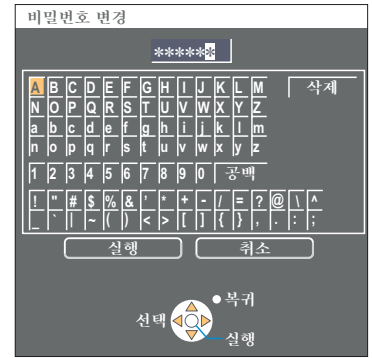 비밀번호 변경
******
A B C D E F G H I J K L M 삭제
N O P Q R S T U V W X Y Z
a b c d e f g h i j k l m
n o p q r s t u v w x y z
1 2 3 4 5 6 7 8 9 0 공백
! " # $ % & ' * + - / = ? @ \ ^
_ ` | ~ ( ) < > [ ] { } , . : ;
실행 취소
복귀
선택
실행